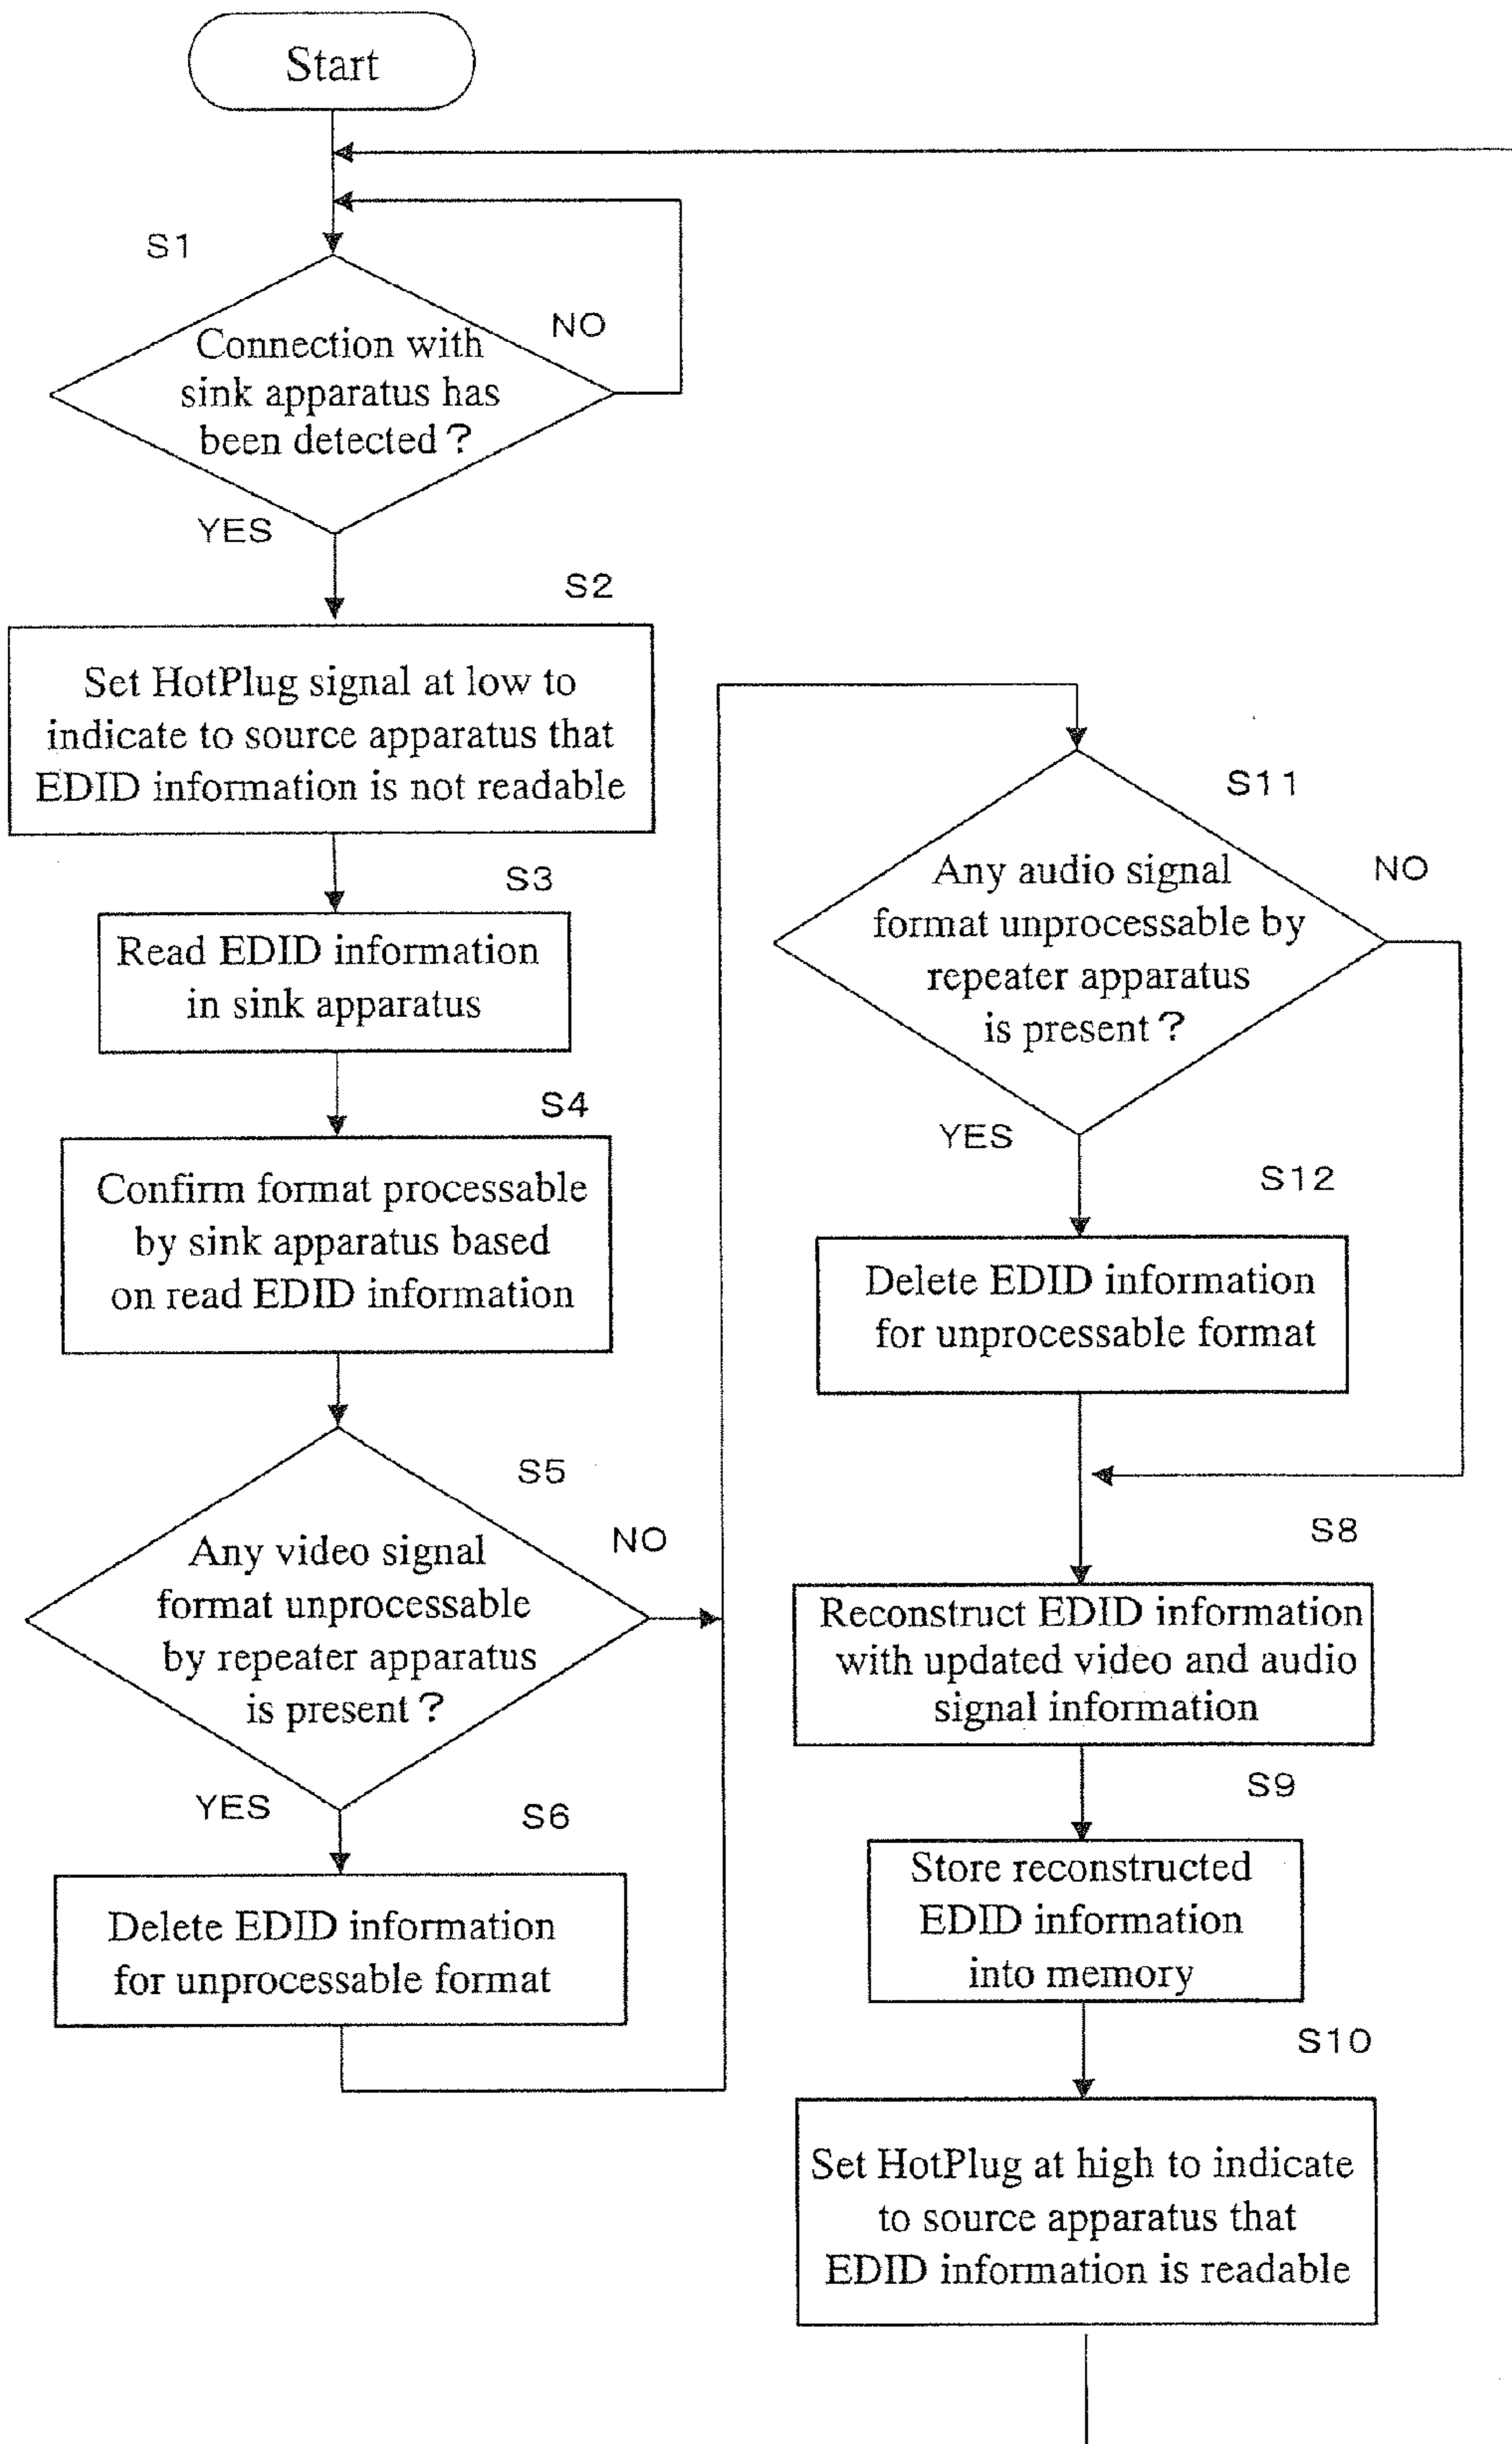 Start
S1
Connection with
sink apparatus has
been detected?
NO
YES
S2
Set HotPlug signal at low to
indicate to source apparatus that
EDID information is not readable
S3
Read EDID information
in sink apparatus
S4
Confirm format processable
by sink apparatus based
on read EDID information
S5
Any video signal
format unprocessable
by repeater apparatus
is present?
NO
YES
S6
Delete EDID information
for unprocessable format
S11
Any audio signal
format unprocessable by
repeater apparatus
is present?
NO
YES
S12
Delete EDID information
for unprocessable format
S8
Reconstruct EDID information
with updated video and audio
signal information
S9
Store reconstructed
EDID information
into memory
S10
Set HotPlug at high to indicate
to source apparatus that
EDID information is readable